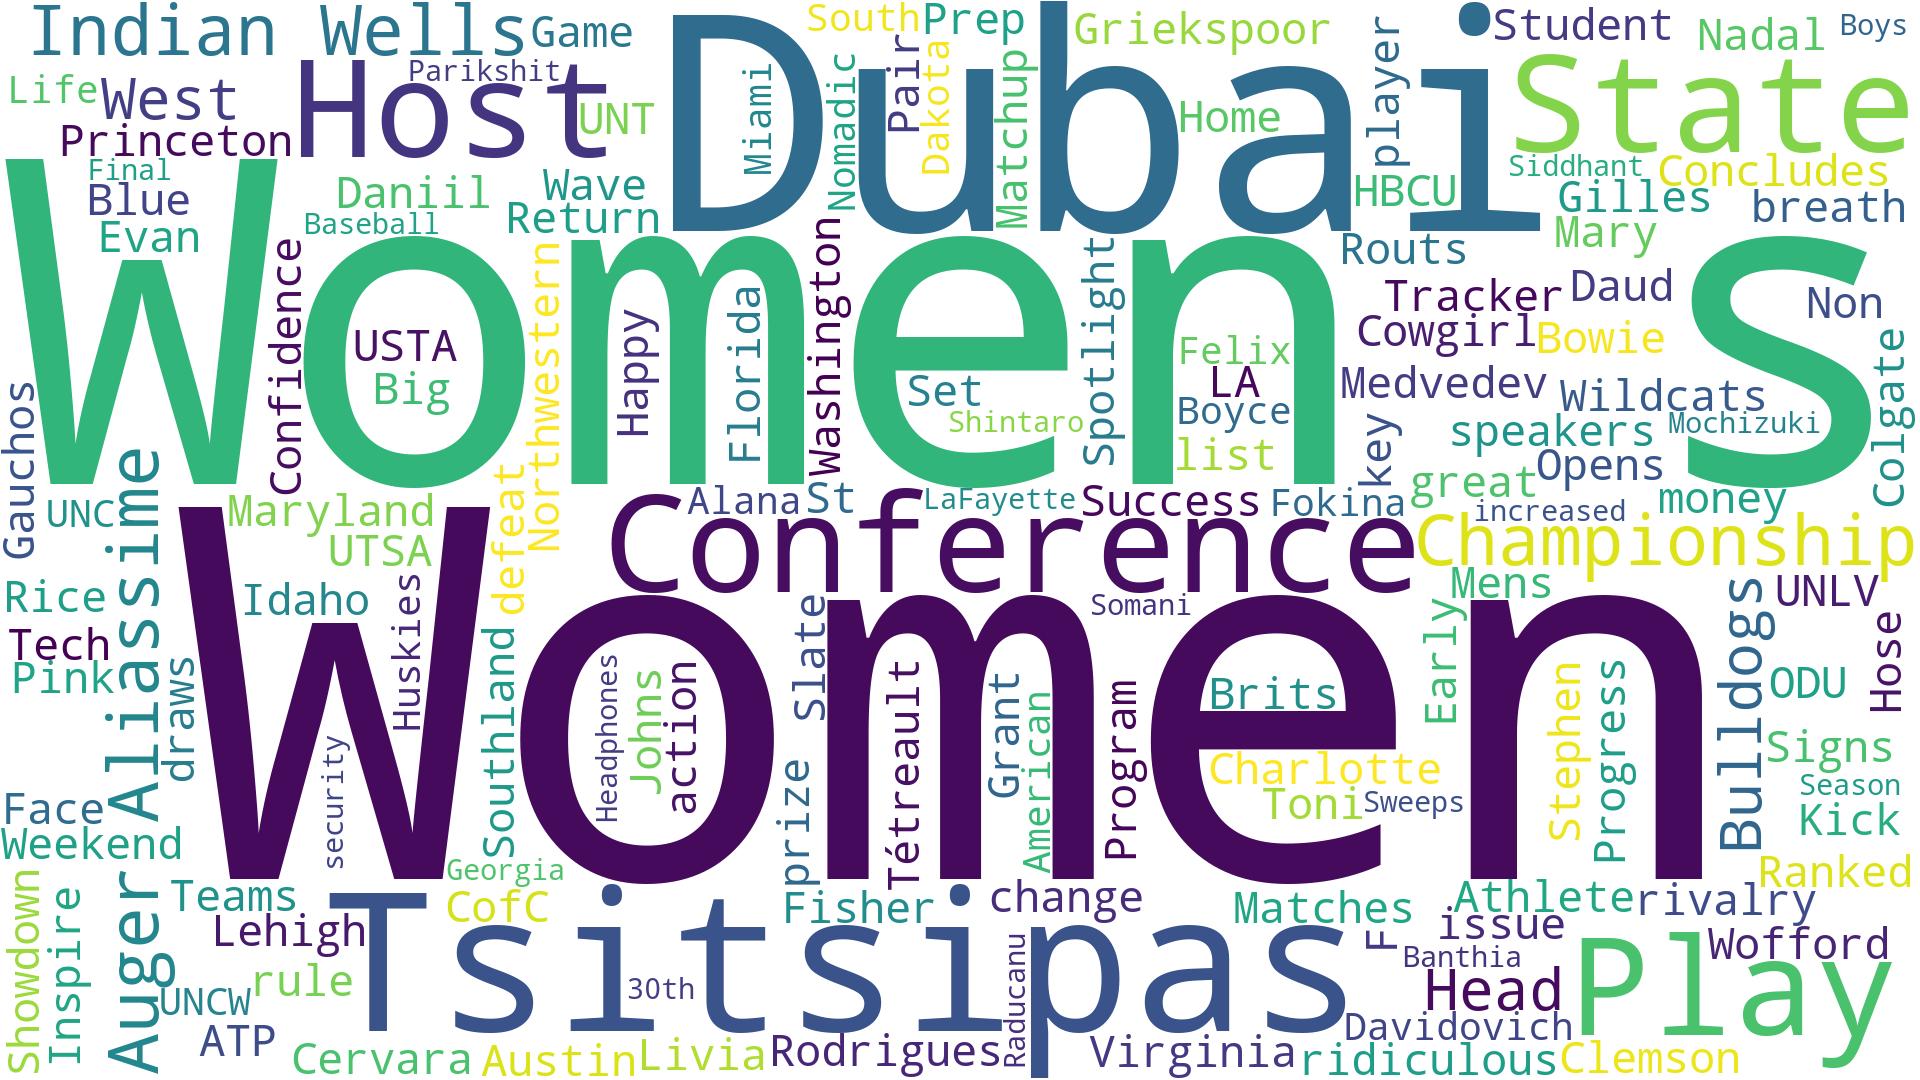 Indian Wells
Game
Dubai
South
Prep
Griekspoor
Student
Nadal
Boys
Life
West
Host
Parikshit
UNT
Miami
Nomadic
Pair
Dakota
Matchup
Home
player
State
Princeton
Final
Blue
Evan
Daniil
Baseball
Wave
Return
HBCU
Siddhant
Gilles
Concludes
Mary
breath
Women s
Confidence
USTA
Big
Northwestern
Happy
Florida
Washington
Set
Shintaro
Spotlight
Felix
LA
Boyce
list
Routs
Tracker
Daud
Non
Cowgirl
Bowie
Medvedev
Wildcats
Mochizuki
key
speakers
Opens
great
money
increased
Colgate
Gauchos
UNC
Auger Aliassime
Maryland
UTSA
defeat
Alana
St
LaFayette
Success
Fokina
Conference
Championship
Rice
Tech
Pink
Idaho
Huskies
draws
Women
Southland
Headphones
Johns
action
security
Somani
prize
Slate
Tétreault
Grant
American
Program
Brits
Charlotte
Toni
Sweeps
Mens
Early
Stephen
Progress
Bulldogs
UNLV
Hose
ODU
Signs
Season
Kick
Ranked
Face
Weekend
Showdown
Inspire
Teams
Georgia
CofC
Lehigh
rule
UNCW
ATP
Tsitsipas
30th
Fisher
change
Raducanu
Matches
F
Athlete
rivalry
issue
Banthia
Head
Play
Wofford
Cervara
Austin
Livia
Rodrigues
Virginia
Davidovich
ridiculous
Clemson